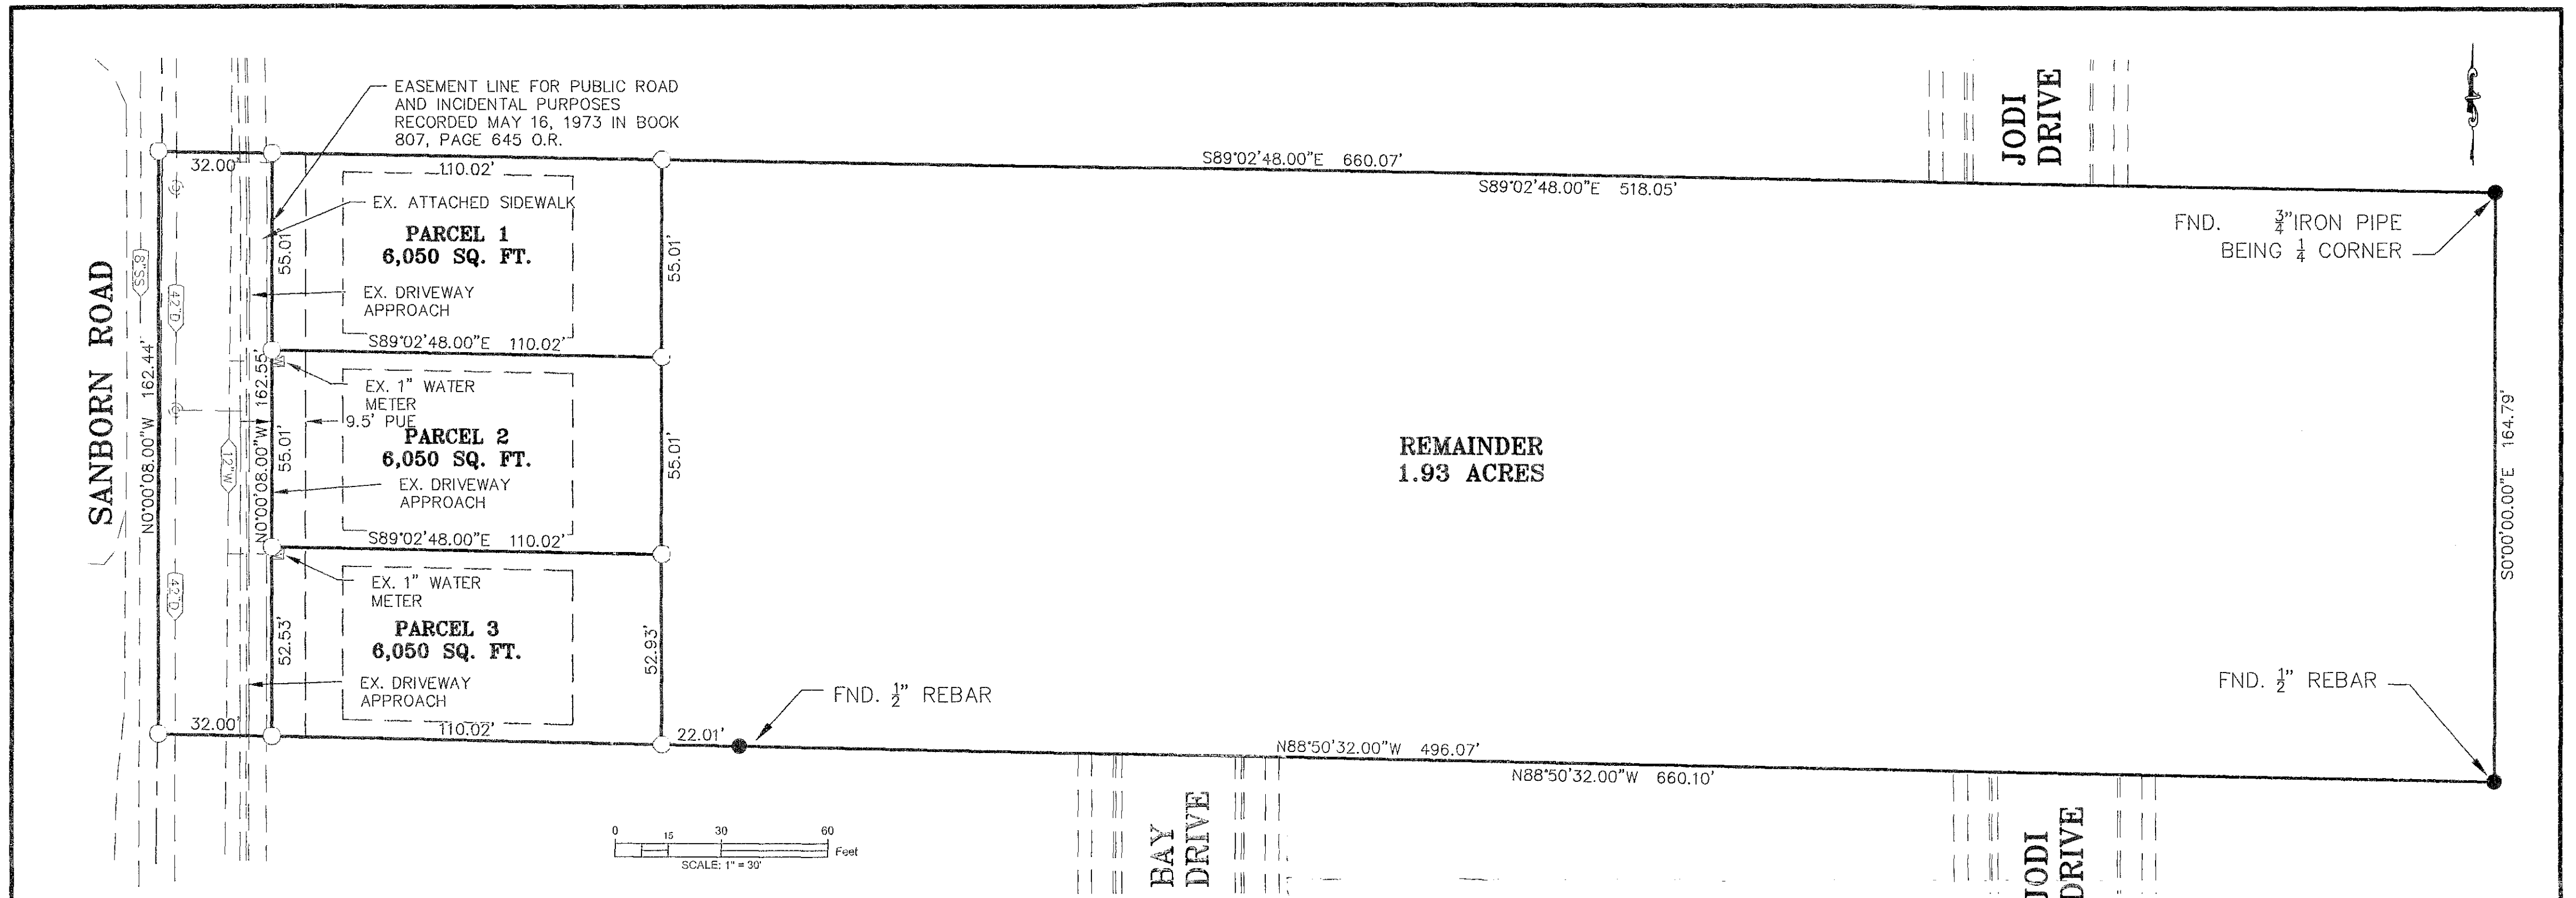 EASEMENT LINE FOR PUBLIC ROAD
AND INCIDENTAL PURPOSES
RECORDED MAY 16, 1973 IN BOOK
807, PAGE 645 O.R.
JODI
DRIVE
32.00'
110.02'
S89°02'48.00"E 660.07'
S89°02'48.00"E 518.05'
FND. 3/4" IRON PIPE
BEING 1/4 CORNER
EX. ATTACHED SIDEWALK
PARCEL 1
6,050 SQ. FT.
55.01'
55.01'
8"SS
42"D
EX. DRIVEWAY
APPROACH
S89°02'48.00"E 110.02'
SANBORN ROAD
N0°00'08.00"W 162.44'
N0°00'08.00"W 162.55'
EX. 1" WATER
METER
9.5' PUE
PARCEL 2
6,050 SQ. FT.
55.01'
55.01'
12"W
EX. DRIVEWAY
APPROACH
REMAINDER
1.93 ACRES
S0°00'00.00"E 164.79'
S89°02'48.00"E 110.02'
EX. 1" WATER
METER
42"D
PARCEL 3
6,050 SQ. FT.
52.53'
52.93'
EX. DRIVEWAY
APPROACH
FND. 1/2" REBAR
FND. 1/2" REBAR
32.00'
110.02'
22.01'
N88°50'32.00"W 496.07'
N88°50'32.00"W 660.10'
BAY
DRIVE
JODI
DRIVE
0 15 30 60
Feet
SCALE: 1" = 30'